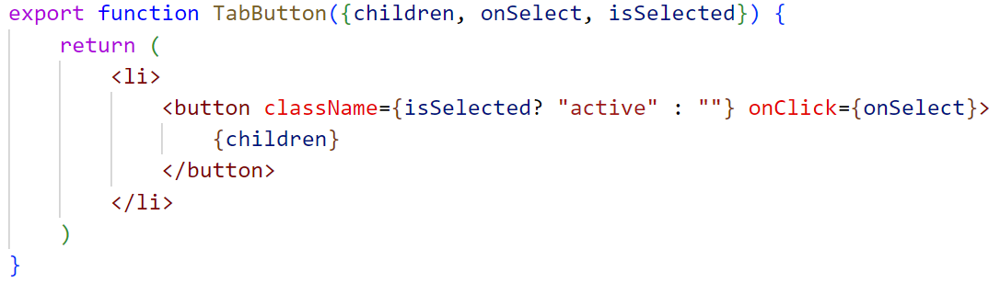 export function TabButton({children, onSelect, isSelected}) {
    return (
        <li>
            <button className={isSelected? "active" : ""} onClick={onSelect}>
                {children}
            </button>
        </li>
    )
}